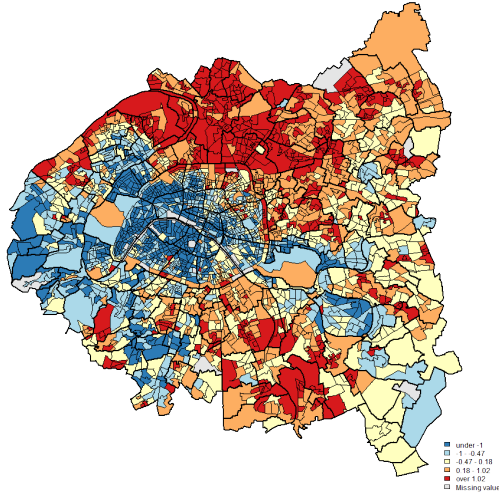 under -1
-1 - -0.47
-0.47 - 0.18
0.18 - 1.02
over 1.02
Missing value